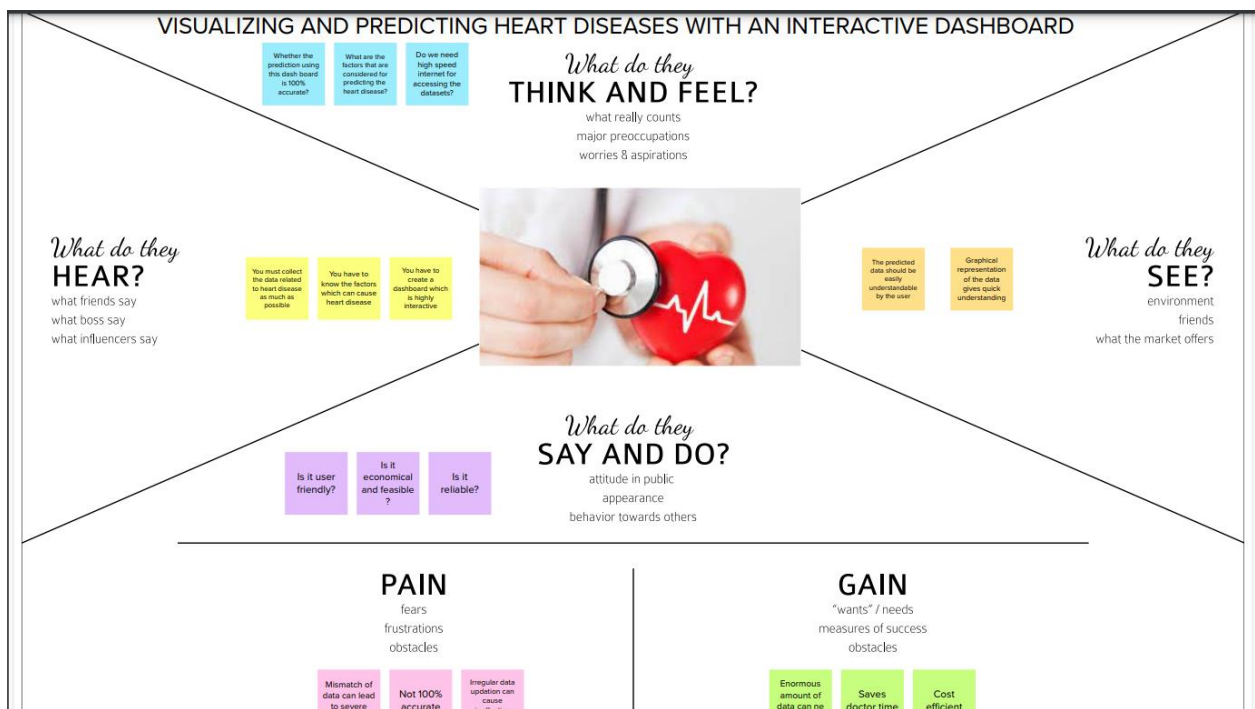 VISUALIZING AND PREDICTING HEART DISEASES WITH AN INTERACTIVE DASHBOARD
Whether the
prediction using
this dash board
is 100%
accurate?
What are the
factors that are
considered for
predicting the
heart disease?
Do we need
high speed
internet for
accessing the
datasets?
What do they
THINK AND FEEL?
what really counts
major preoccupations
worries & aspirations
What do they
HEAR?
what friends say
what boss say
what influencers say
You must collect
the data related
to heart disease
as much as
possible
You have to
know the factors
which can cause
heart disease
You have to
create a
dashboard which
is highly
interactive
The predicted
data should be
easily
understandable
by the user
Graphical
representation
of the data
gives quick
understanding
What do they
SEE?
environment
friends
what the market offers
What do they
SAY AND DO?
attitude in public
appearance
behavior towards others
Is it user
friendly?
Is it
economical
and feasible
?
Is it
reliable?
PAIN
fears
frustrations
obstacles
Mismatch of
data can lead
to severe
Not 100%
accurate
Irregular data
updation can
cause
GAIN
"wants" / needs
measures of success
obstacles
Enormous
amount of
data can ne
Saves
doctor time
Cost
efficient